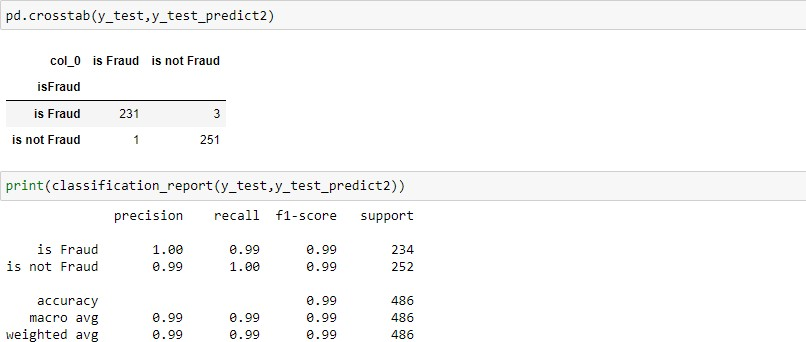 pd.crosstab(y_test,y_test_predict2)
col_0 is Fraud is not Fraud
isFraud
is Fraud 231 3
is not Fraud 1 251
print(classification_report(y_test,y_test_predict2))
precision recall f1-score support
is Fraud 1.00 0.99 0.99 234
is not Fraud 0.99 1.00 0.99 252
accuracy 0.99 486
macro avg 0.99 0.99 0.99 486
weighted avg 0.99 0.99 0.99 486